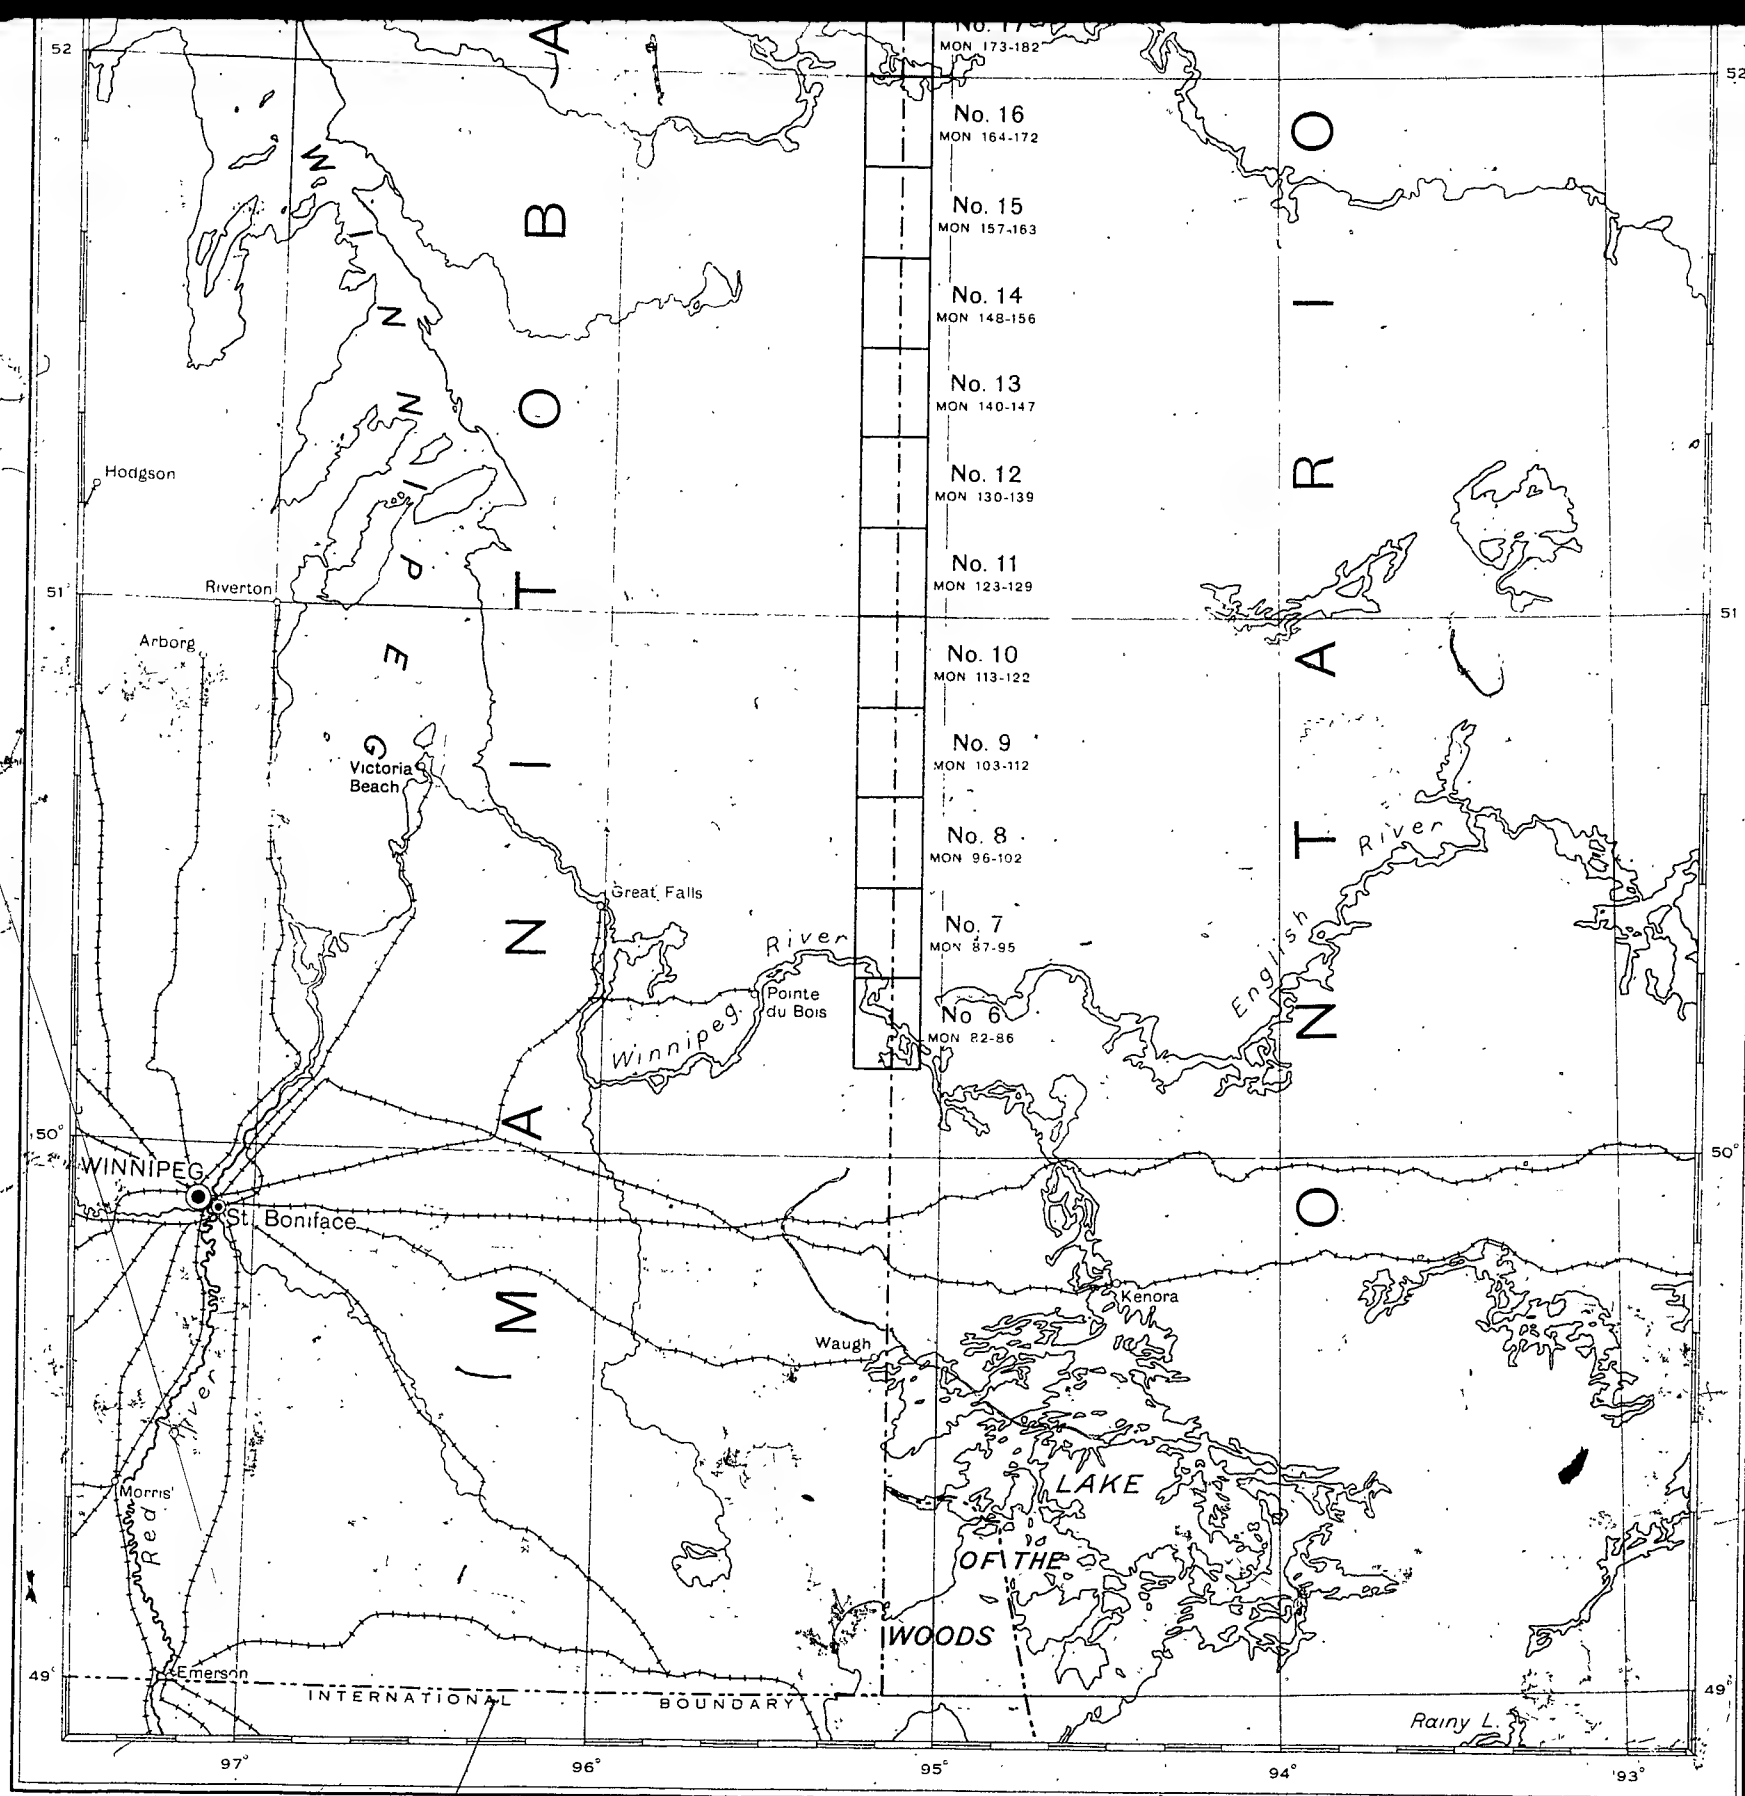 No. 17
MON 173-182
52
52
No. 16
MON 164-172
No. 15
MON 157-163
No. 14
MON 148-156
No. 13
MON 140-147
No. 12
MON 130-139
Hodgson
No. 11
MON 123-129
51°
51
Riverton
Arborg
No. 10
MON 113-122
No. 9
MON 103-112
Victoria
Beach
No. 8
MON 96-102
Great Falls
No. 7
MON 87-95
River
Pointe
du Bois
Winnipeg
No 6
MON 82-86
English
River
WINNIPEG
(MANITOBA
ONTARIO
50°
50°
WINNIPEG
St. Boniface
Kenora
Waugh
LAKE
OF THE
WOODS
Morris
Red
River
Emerson
49°
49°
INTERNATIONAL BOUNDARY
Rainy L.
97°
96°
95°
94°
93°